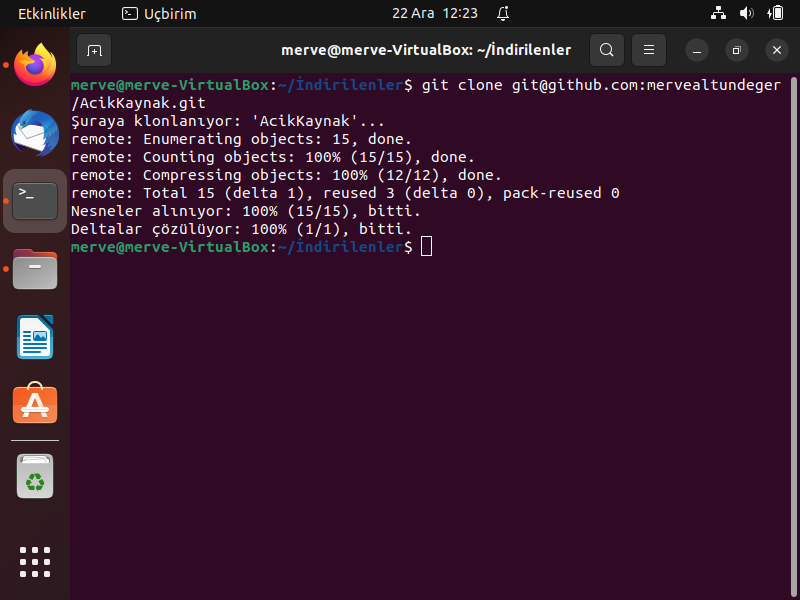 Etkinlikler
Uçbirim
22 Ara 12:23
merve@merve-VirtualBox: ~/İndirilenler
merve@merve-VirtualBox:~/İndirilenler$ git clone git@github.com:mervealtundeger
/AcikKaynak.git
Şuraya klonlanıyor: 'AcikKaynak'...
remote: Enumerating objects: 15, done.
remote: Counting objects: 100% (15/15), done.
remote: Compressing objects: 100% (12/12), done.
remote: Total 15 (delta 1), reused 3 (delta 0), pack-reused 0
Nesneler alınıyor: 100% (15/15), bitti.
Deltalar çözülüyor: 100% (1/1), bitti.
merve@merve-VirtualBox:~/İndirilenler$